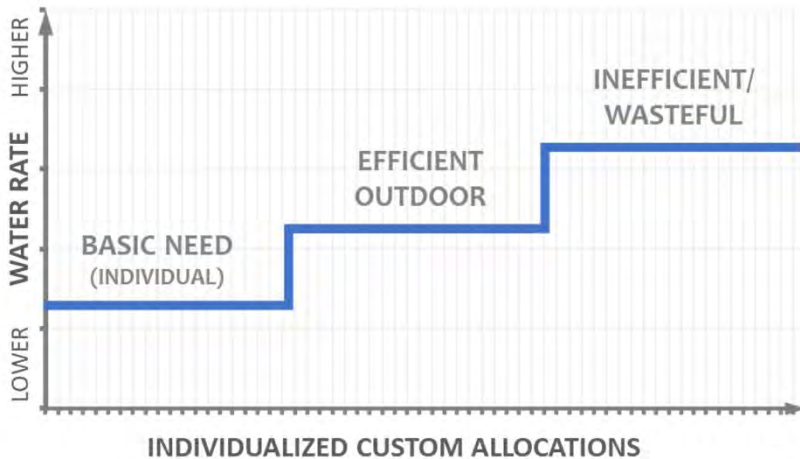 HIGHER
WATER RATE
LOWER
INEFFICIENT/
WASTEFUL
EFFICIENT
OUTDOOR
BASIC NEED
(INDIVIDUAL)
INDIVIDUALIZED CUSTOM ALLOCATIONS